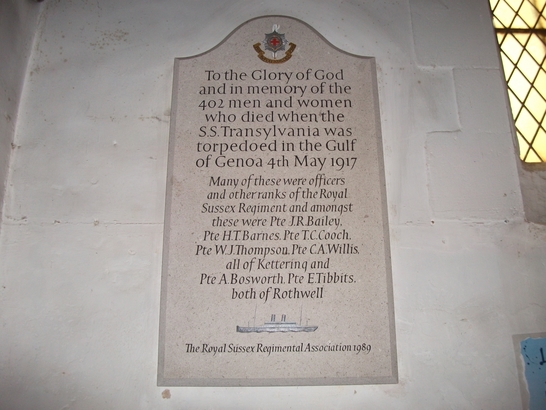 To the Glory of God
and in memory of the
402 men and women
who died when the
S.S. Transylvania was
torpedoed in the Gulf
of Genoa 4th May 1917
Many of these were officers
and other ranks of the Royal
Sussex Regiment and amongst
these were Pte J.R. Bailey,
Pte H.T. Barnes, Pte T.C. Cooch,
Pte W.J. Thompson, Pte C.A. Willis,
all of Kettering and
Pte A Bosworth, Pte E Tibbits,
both of Rothwell
The Royal Sussex Regimental Association 1989